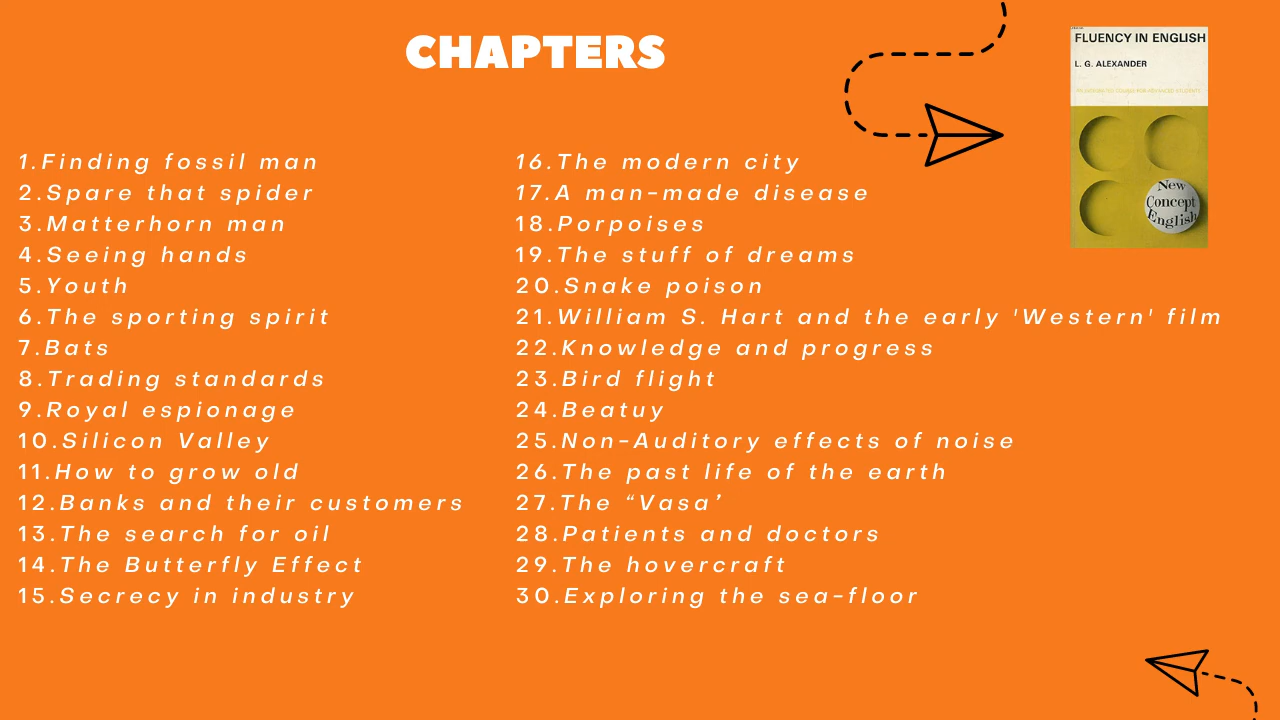 CHAPTERS
FLUENCY IN ENGLISH
L. G. ALEXANDER
New
Concept
English
1.Finding fossil man
2.Spare that spider
3.Matterhorn man
4.Seeing hands
5.Youth
6.The sporting spirit
7.Bats
8.Trading standards
9.Royal espionage
10.Silicon Valley
11.How to grow old
12.Banks and their customers
13.The search for oil
14.The Butterfly Effect
15.Secrecy in industry
16.The modern city
17.A man-made disease
18.Porpoises
19.The stuff of dreams
20.Snake poison
21.William S. Hart and the early 'Western' film
22.Knowledge and progress
23.Bird flight
24.Beatuy
25.Non-Auditory effects of noise
26.The past life of the earth
27.The “Vasa’
28.Patients and doctors
29.The hovercraft
30.Exploring the sea-floor